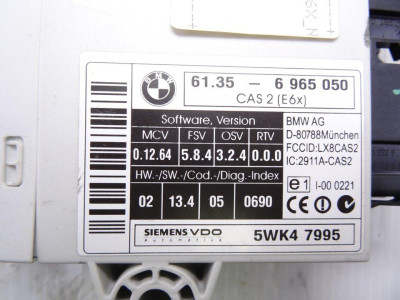 BMW
61.35 - 6 965 050
CAS 2 (E6x)
Software, Version
MCV FSV OSV RTV
0.12.64 5.8.4 3.2.4 0.0.0
HW.-/SW.-/Cod.-/Diag.-Index
02 13.4 05 0690
BMW AG
D-80788München
FCCID:LX8CAS2
IC:2911A-CAS2
e1 I-00 0221
SIEMENS VDO
Automotive
5WK4 7995